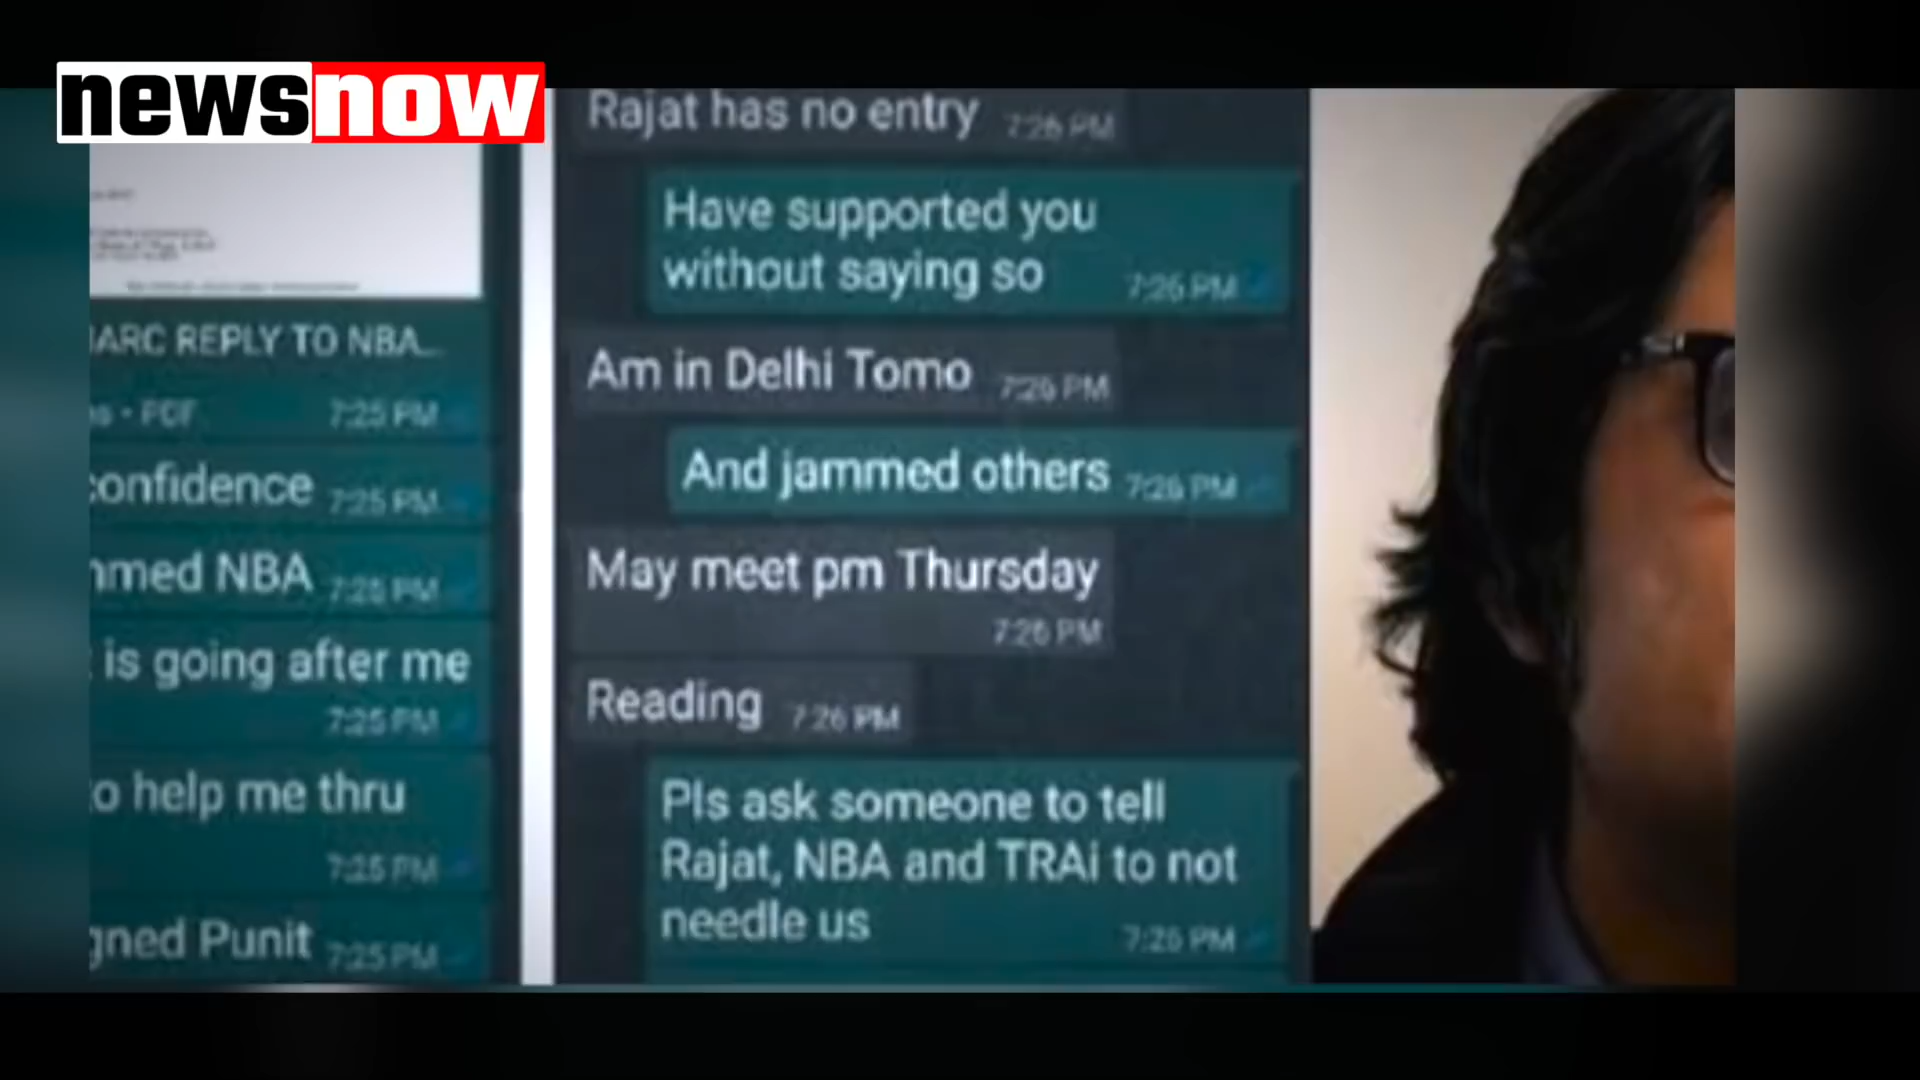 newsnow
ARC REPLY TO NBA...
PDF 7:25 PM
confidence 7:25 PM
mmed NBA 7:25 PM
is going after me
7:25 PM
to help me thru
7:25 PM
gned Punit 7:25 PM
Rajat has no entry 7:26 PM
Have supported you
without saying so 7:26 PM
Am in Delhi Tomo 7:26 PM
And jammed others 7:26 PM
May meet pm Thursday
7:26 PM
Reading 7:26 PM
Pls ask someone to tell
Rajat, NBA and TRAi to not
needle us 7:26 PM